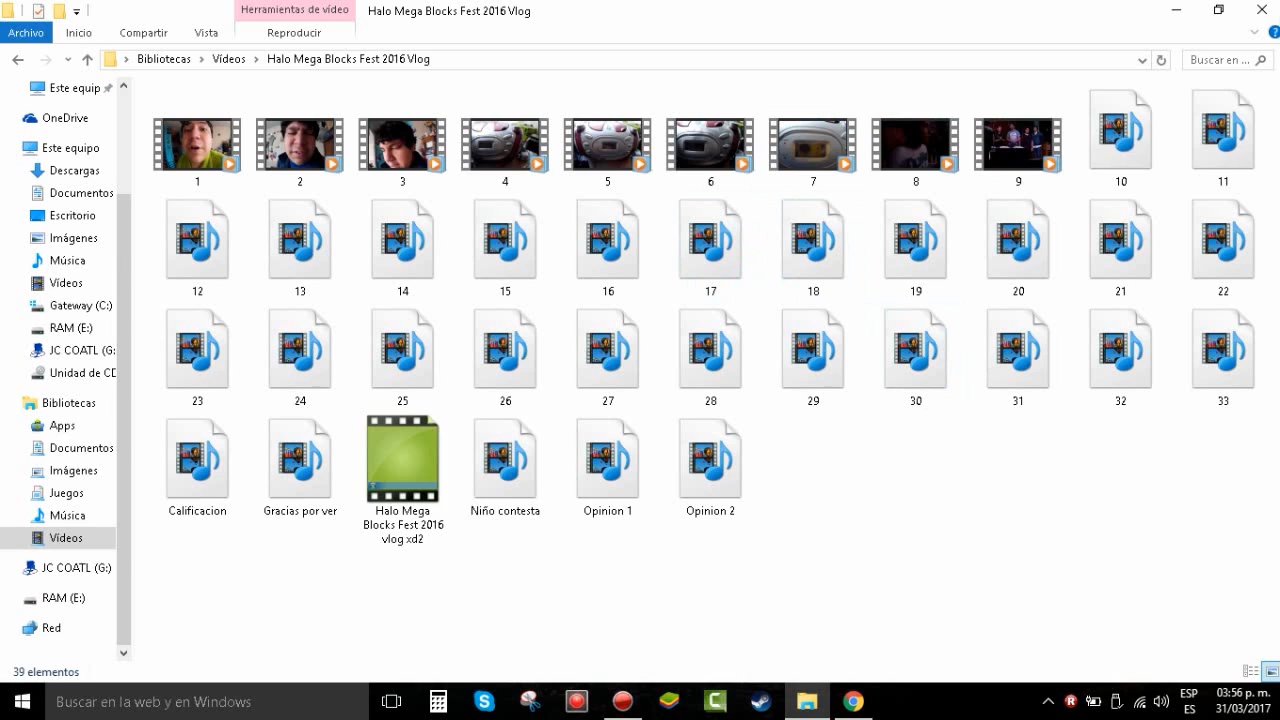 Herramientas de vídeo
Halo Mega Blocks Fest 2016 Vlog
Archivo
Inicio
Compartir
Vista
Reproducir
Bibliotecas
Vídeos
Halo Mega Blocks Fest 2016 Vlog
Buscar en ...
Este equip
OneDrive
Este equipo
Descargas
Documentos
Escritorio
Imágenes
Música
Vídeos
Gateway (C:)
RAM (E:)
JC COATL (G:
Unidad de CD
Bibliotecas
Apps
Documentos
Imágenes
Juegos
Música
Vídeos
JC COATL (G:)
RAM (E:)
Red
1 2 3 4 5 6 7 8 9 10 11
12 13 14 15 16 17 18 19 20 21 22
23 24 25 26 27 28 29 30 31 32 33
Calificacion
Gracias por ver
Halo Mega
Blocks Fest 2016
vlog xd2
Niño contesta
Opinion 1
Opinion 2
39 elementos
Buscar en la web y en Windows
ESP
ES
03:56 p. m.
31/03/2017